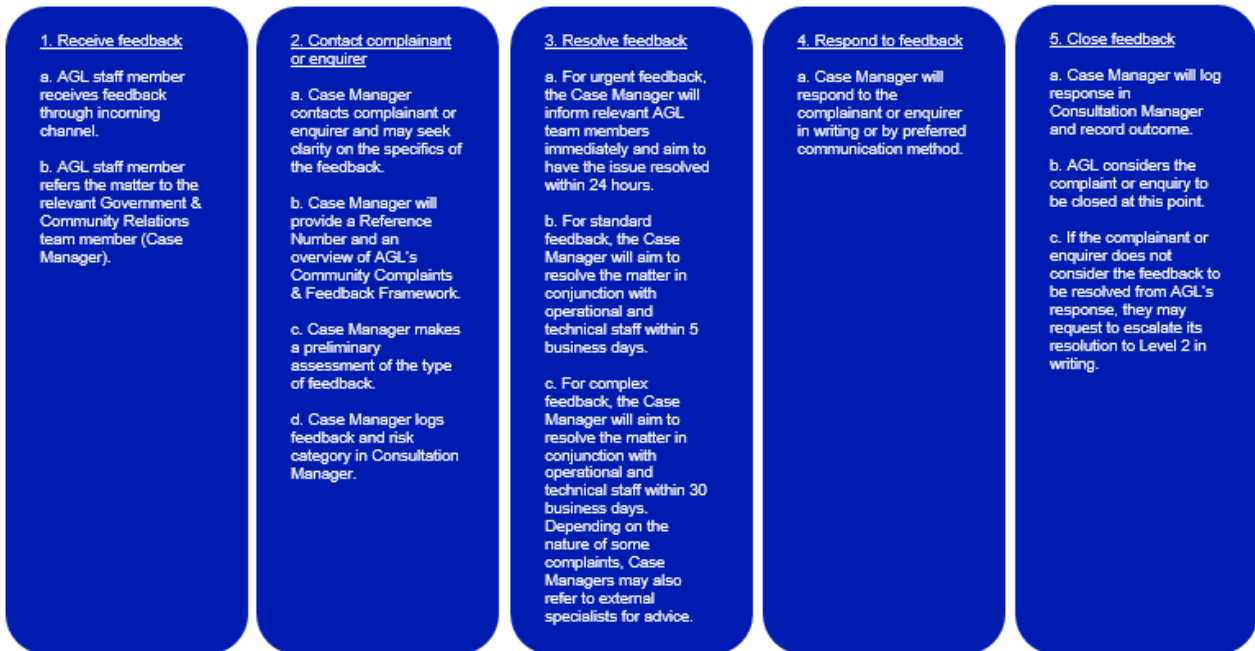 1. Receive feedback
a. AGL staff member
receives feedback
through incoming
channel.
b. AGL staff member
refers the matter to the
relevant Government &
Community Relations
team member (Case
Manager).
2. Contact complainant
or enquirer
a. Case Manager
contacts complainant or
enquirer and may seek
clarity on the specifics of
the feedback.
b. Case Manager will
provide a Reference
Number and an
overview of AGL's
Community Complaints
& Feedback Framework.
c. Case Manager makes
a preliminary
assessment of the type
of feedback.
d. Case Manager logs
feedback and risk
category in Consultation
Manager.
3. Resolve feedback
a. For urgent feedback,
the Case Manager will
inform relevant AGL
team members
immediately and aim to
have the issue resolved
within 24 hours.
b. For standard
feedback, the Case
Manager will aim to
resolve the matter in
conjunction with
operational and
technical staff within 5
business days.
c. For complex
feedback, the Case
Manager will aim to
resolve the matter in
conjunction with
operational and
technical staff within 30
business days.
Depending on the
nature of some
complaints, Case
Managers may also
refer to external
specialists for advice.
4. Respond to feedback
a. Case Manager will
respond to the
complainant or enquirer
in writing or by preferred
communication method.
5. Close feedback
a. Case Manager will log
response in
Consultation Manager
and record outcome.
b. AGL considers the
complaint or enquiry to
be closed at this point.
c. If the complainant or
enquirer does not
consider the feedback to
be resolved from AGL's
response, they may
request to escalate its
resolution to Level 2 in
writing.